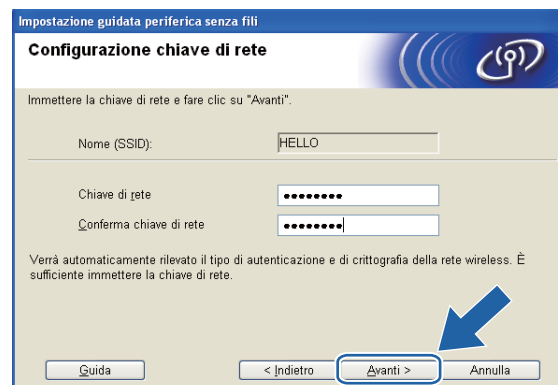 Impostazione guidata periferica senza fili
Configurazione chiave di rete
Immettere la chiave di rete e fare clic su "Avanti".
Nome (SSID): HELLO
Chiave di rete ••••••••
Conferma chiave di rete ••••••••
Verrà automaticamente rilevato il tipo di autenticazione e di crittografia della rete wireless. È
sufficiente immettere la chiave di rete.
Guida < Indietro Avanti > Annulla